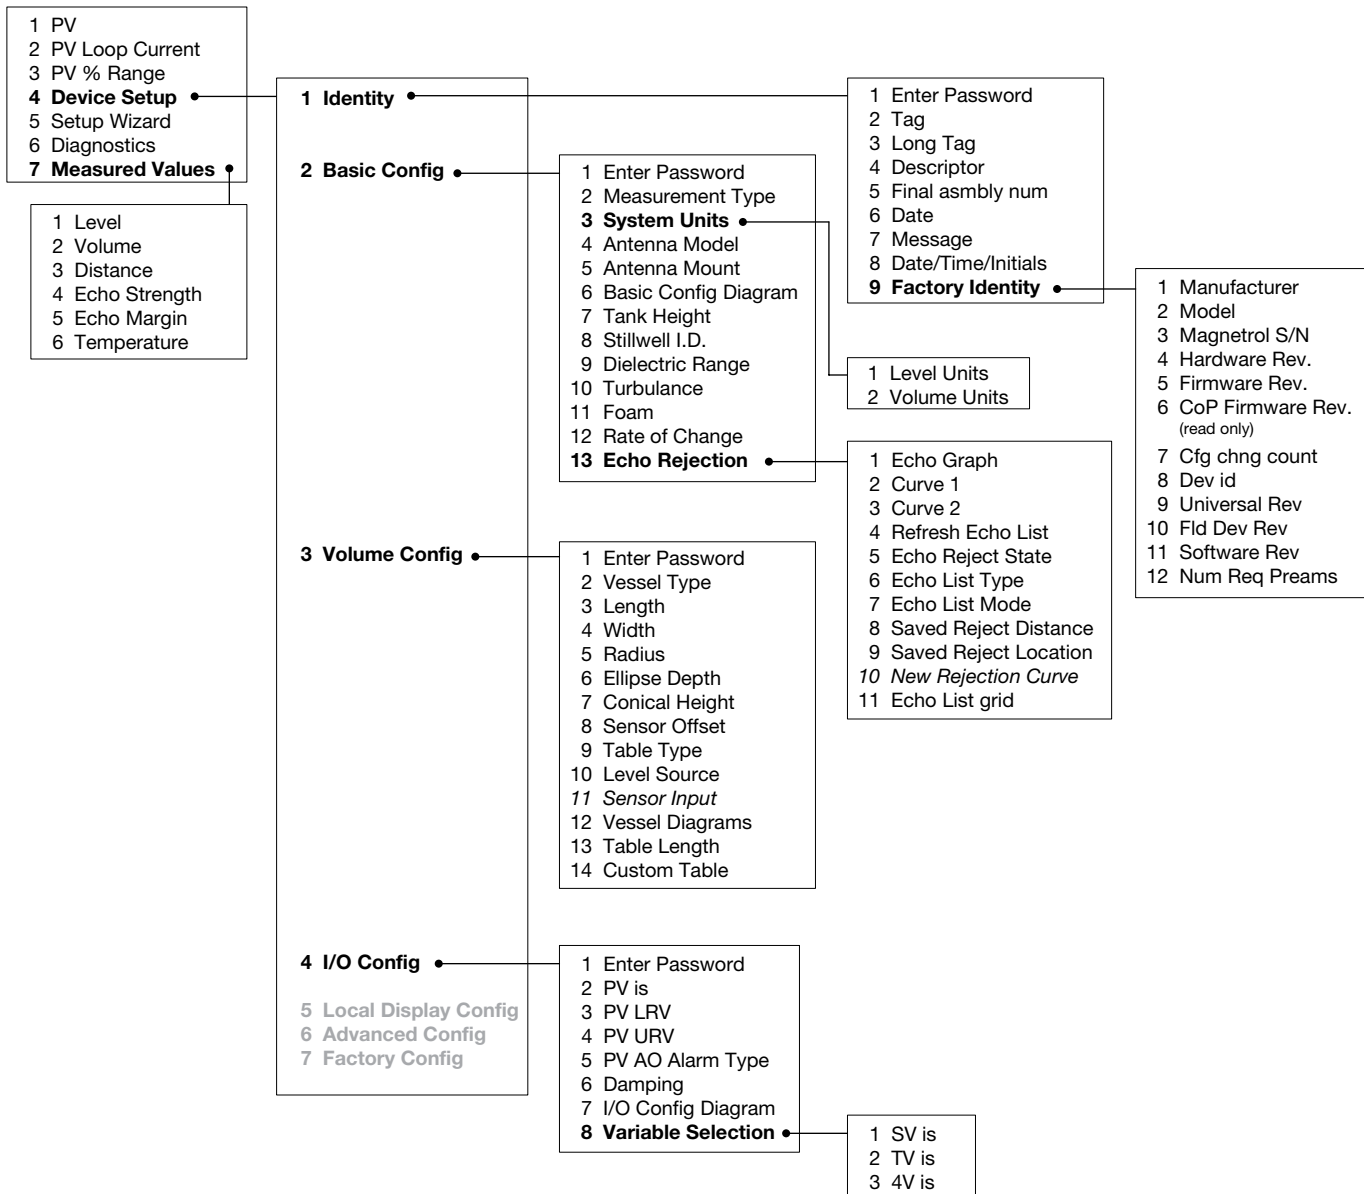 1 PV
2 PV Loop Current
3 PV % Range
4 Device Setup
5 Setup Wizard
6 Diagnostics
7 Measured Values
1 Level
2 Volume
3 Distance
4 Echo Strength
5 Echo Margin
6 Temperature
1 Identity
2 Basic Config
3 Volume Config
4 I/O Config
5 Local Display Config
6 Advanced Config
7 Factory Config
1 Enter Password
2 Tag
3 Long Tag
4 Descriptor
5 Final asmbly num
6 Date
7 Message
8 Date/Time/Initials
9 Factory Identity
1 Manufacturer
2 Model
3 Magnetrol S/N
4 Hardware Rev.
5 Firmware Rev.
6 CoP Firmware Rev.
(read only)
7 Cfg chng count
8 Dev id
9 Universal Rev
10 Fld Dev Rev
11 Software Rev
12 Num Req Preams
1 Enter Password
2 Measurement Type
3 System Units
4 Antenna Model
5 Antenna Mount
6 Basic Config Diagram
7 Tank Height
8 Stillwell I.D.
9 Dielectric Range
10 Turbulance
11 Foam
12 Rate of Change
13 Echo Rejection
1 Level Units
2 Volume Units
1 Echo Graph
2 Curve 1
3 Curve 2
4 Refresh Echo List
5 Echo Reject State
6 Echo List Type
7 Echo List Mode
8 Saved Reject Distance
9 Saved Reject Location
10 New Rejection Curve
11 Echo List grid
1 Enter Password
2 Vessel Type
3 Length
4 Width
5 Radius
6 Ellipse Depth
7 Conical Height
8 Sensor Offset
9 Table Type
10 Level Source
11 Sensor Input
12 Vessel Diagrams
13 Table Length
14 Custom Table
1 Enter Password
2 PV is
3 PV LRV
4 PV URV
5 PV AO Alarm Type
6 Damping
7 I/O Config Diagram
8 Variable Selection
1 SV is
2 TV is
3 4V is